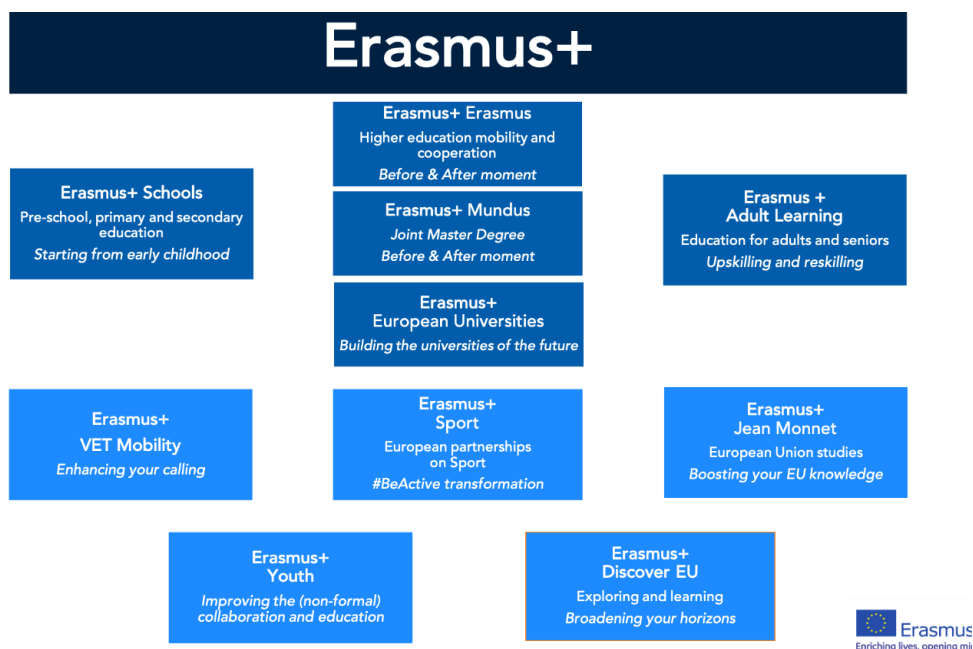 Erasmus+
Erasmus+ Erasmus
Higher education mobility and
cooperation
Before & After moment
Erasmus+ Schools
Pre-school, primary and secondary
education
Starting from early childhood
Erasmus+ Mundus
Joint Master Degree
Before & After moment
Erasmus +
Adult Learning
Education for adults and seniors
Upskilling and reskilling
Erasmus+
European Universities
Building the universities of the future
Erasmus+
VET Mobility
Enhancing your calling
Erasmus+
Sport
European partnerships
on Sport
#BeActive transformation
Erasmus+
Jean Monnet
European Union studies
Boosting your EU knowledge
Erasmus+
Youth
Improving the (non-formal)
collaboration and education
Erasmus+
Discover EU
Exploring and learning
Broadening your horizons
Erasmus
Enriching lives, opening